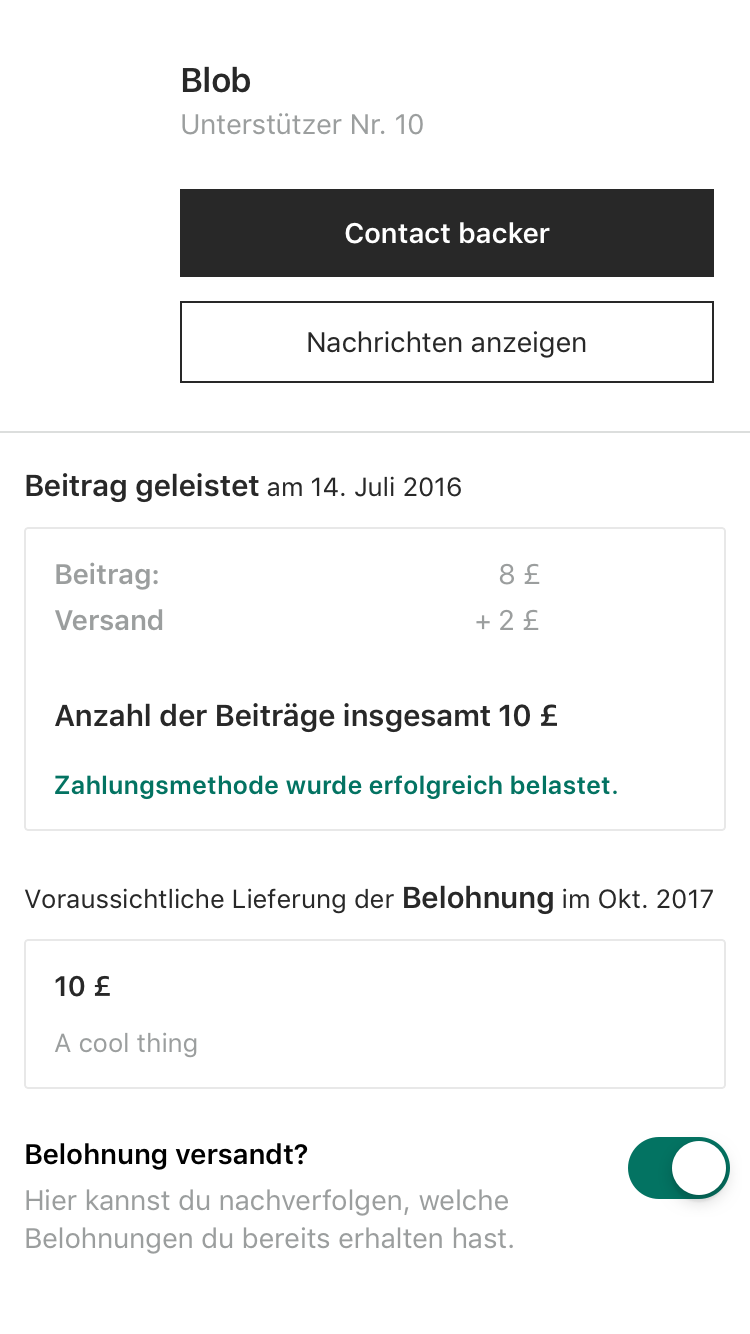 Blob
Unterstützer Nr. 10
Contact backer
Nachrichten anzeigen
Beitrag geleistet am 14. Juli 2016
Beitrag: 8 £
Versand + 2 £
Anzahl der Beiträge insgesamt 10 £
Zahlungsmethode wurde erfolgreich belastet.
Voraussichtliche Lieferung der Belohnung im Okt. 2017
10 £
A cool thing
Belohnung versandt?
Hier kannst du nachverfolgen, welche
Belohnungen du bereits erhalten hast.